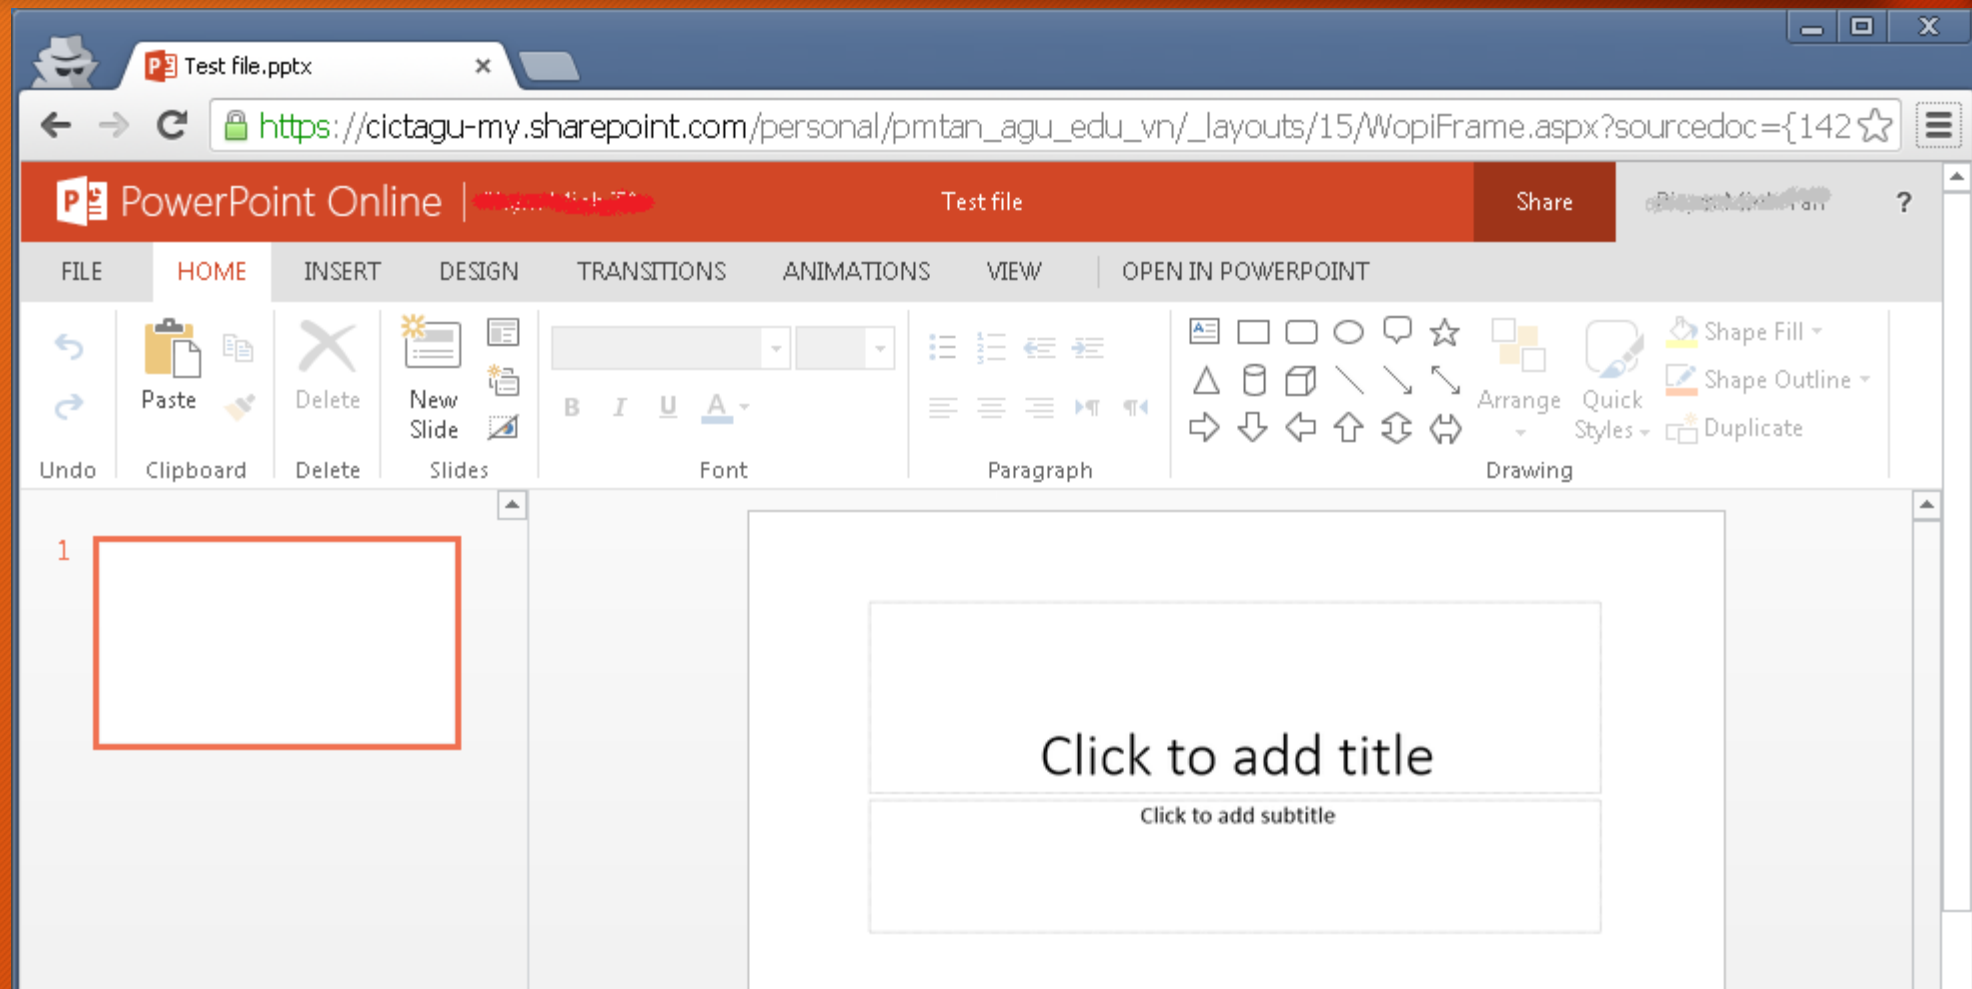 Test file.pptx
https://cictagu-my.sharepoint.com/personal/pmtan_agu_edu_vn/_layouts/15/WopiFrame.aspx?sourcedoc={142
PowerPoint Online
Test file
Share
?
FILE HOME INSERT DESIGN TRANSITIONS ANIMATIONS VIEW OPEN IN POWERPOINT
Shape Fill
Shape Outline
Paste Delete New Slide Arrange Quick Styles Duplicate
B I U A
Undo Clipboard Delete Slides Font Paragraph Drawing
1
Click to add title
Click to add subtitle